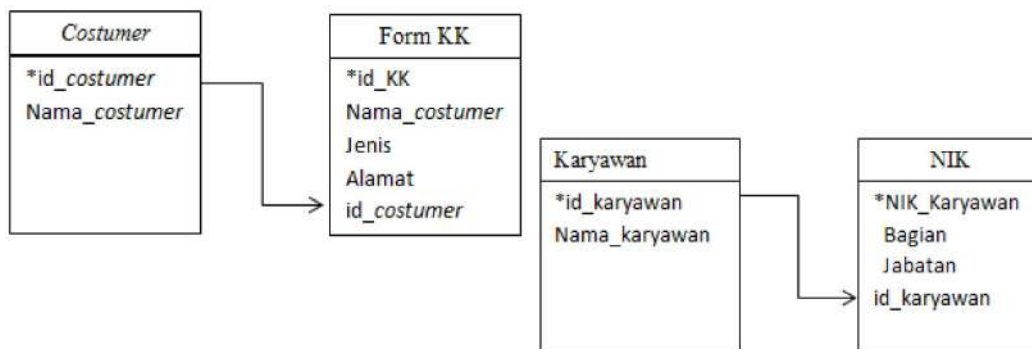 Costumer
*id_costumer
Nama_costumer
Form KK
*id_KK
Nama_costumer
Jenis
Alamat
id_costumer
Karyawan
*id_karyawan
Nama_karyawan
NIK
*NIK_Karyawan
Bagian
Jabatan
id_karyawan